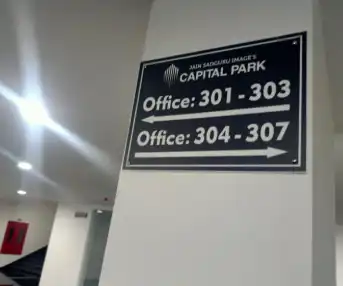 JAIN SADGURU IMAGE'S
CAPITAL PARK
Office: 301 - 303
Office: 304 - 307